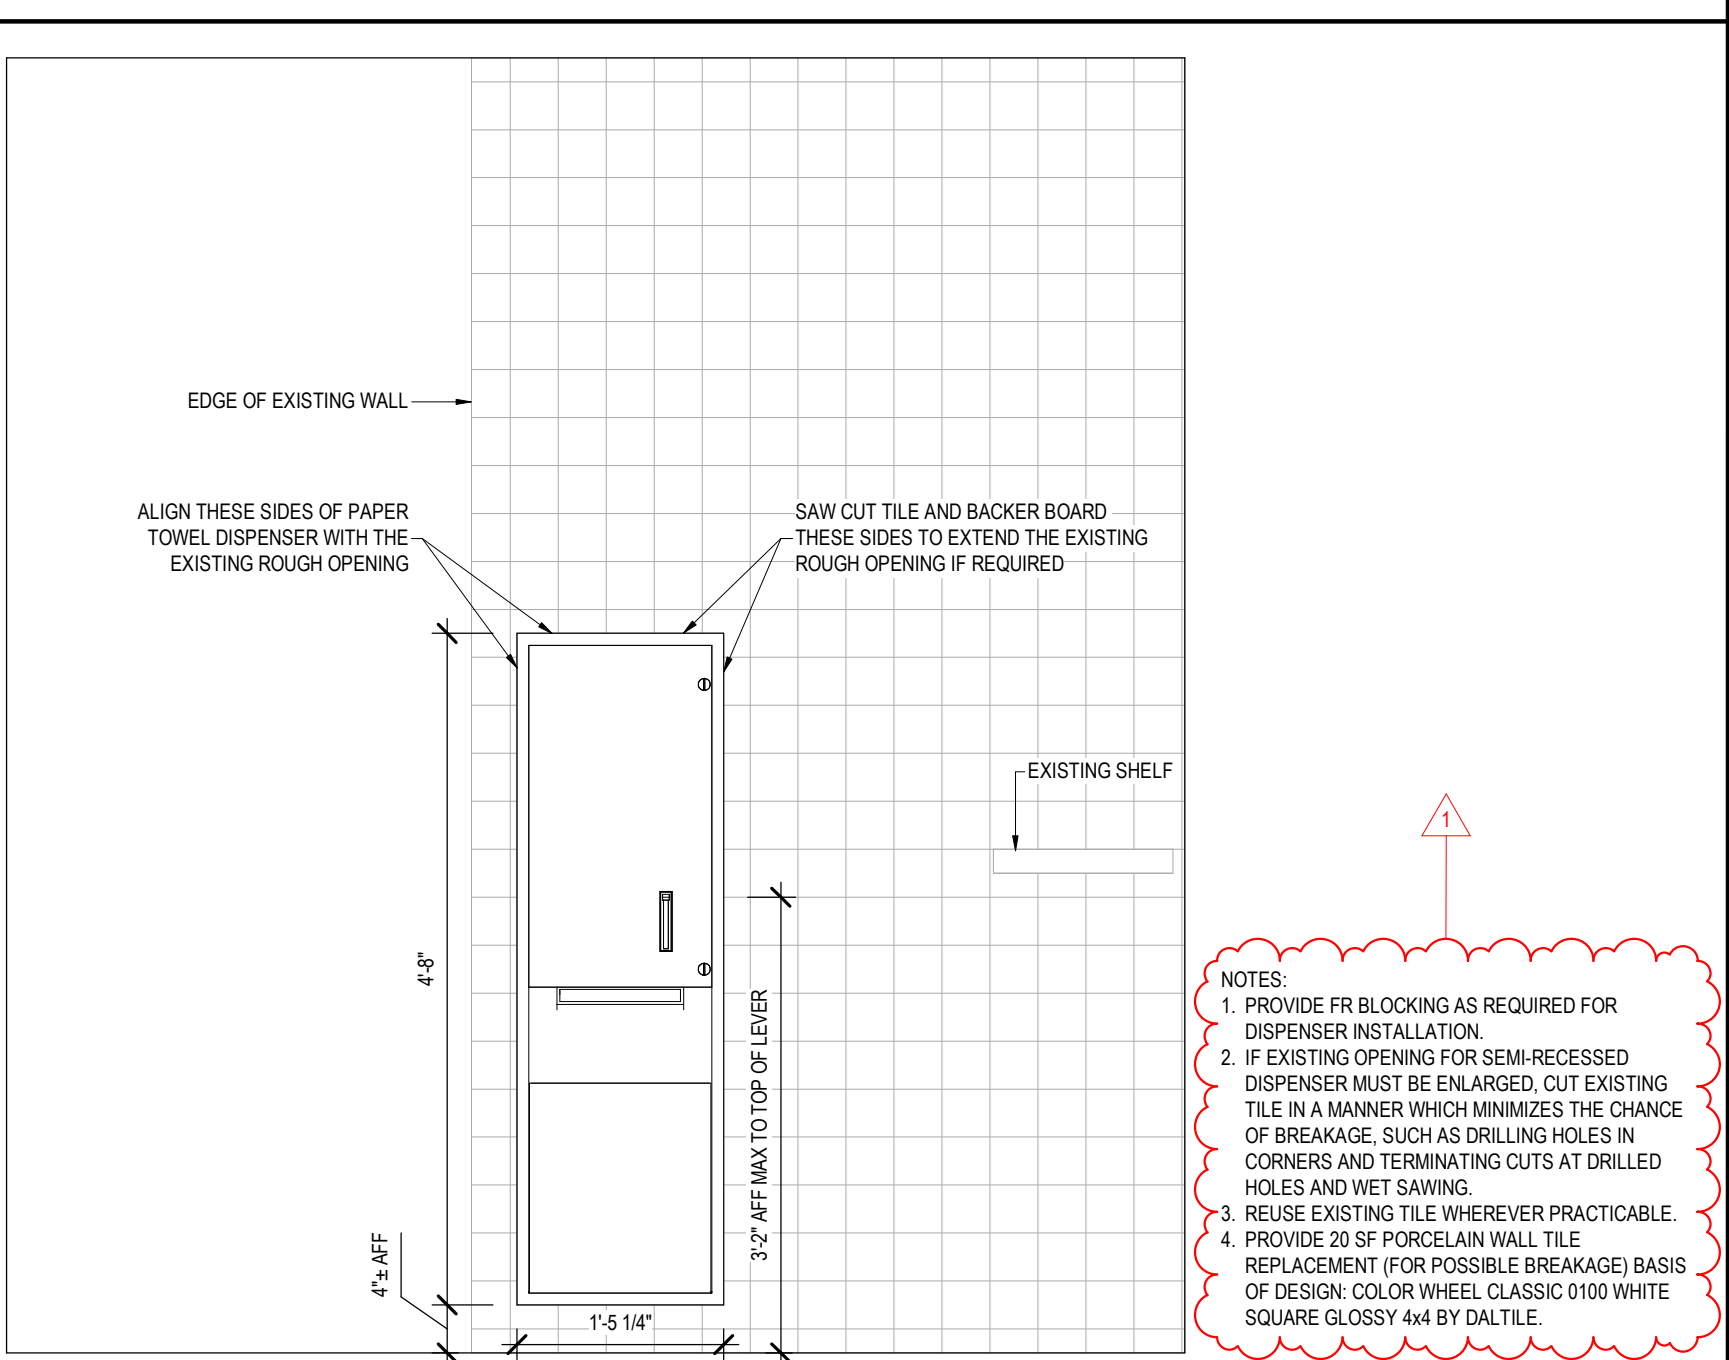 EDGE OF EXISTING WALL
ALIGN THESE SIDES OF PAPER
TOWEL DISPENSER WITH THE
EXISTING ROUGH OPENING
SAW CUT TILE AND BACKER BOARD
THESE SIDES TO EXTEND THE EXISTING
ROUGH OPENING IF REQUIRED
EXISTING SHELF
4'-8"
3'-2" AFF MAX TO TOP OF LEVER
4"± AFF
1'-5 1/4"
1
NOTES:
1. PROVIDE FR BLOCKING AS REQUIRED FOR
DISPENSER INSTALLATION.
2. IF EXISTING OPENING FOR SEMI-RECESSED
DISPENSER MUST BE ENLARGED, CUT EXISTING
TILE IN A MANNER WHICH MINIMIZES THE CHANCE
OF BREAKAGE, SUCH AS DRILLING HOLES IN
CORNERS AND TERMINATING CUTS AT DRILLED
HOLES AND WET SAWING.
3. REUSE EXISTING TILE WHEREVER PRACTICABLE.
4. PROVIDE 20 SF PORCELAIN WALL TILE
REPLACEMENT (FOR POSSIBLE BREAKAGE) BASIS
OF DESIGN: COLOR WHEEL CLASSIC 0100 WHITE
SQUARE GLOSSY 4x4 BY DALTILE.